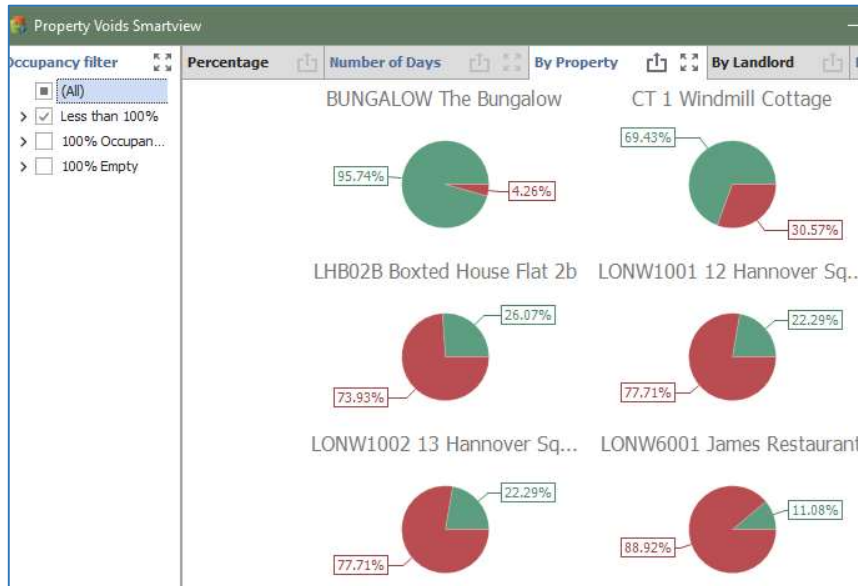 Property Voids Smartview
Occupancy filter
Percentage
Number of Days
By Property
By Landlord
(All)
Less than 100%
100% Occupan...
100% Empty
BUNGALOW The Bungalow
CT 1 Windmill Cottage
95.74%
4.26%
69.43%
30.57%
LHB02B Boxted House Flat 2b
LONW1001 12 Hannover Sq...
26.07%
73.93%
22.29%
77.71%
LONW1002 13 Hannover Sq...
LONW6001 James Restaurant
22.29%
77.71%
11.08%
88.92%